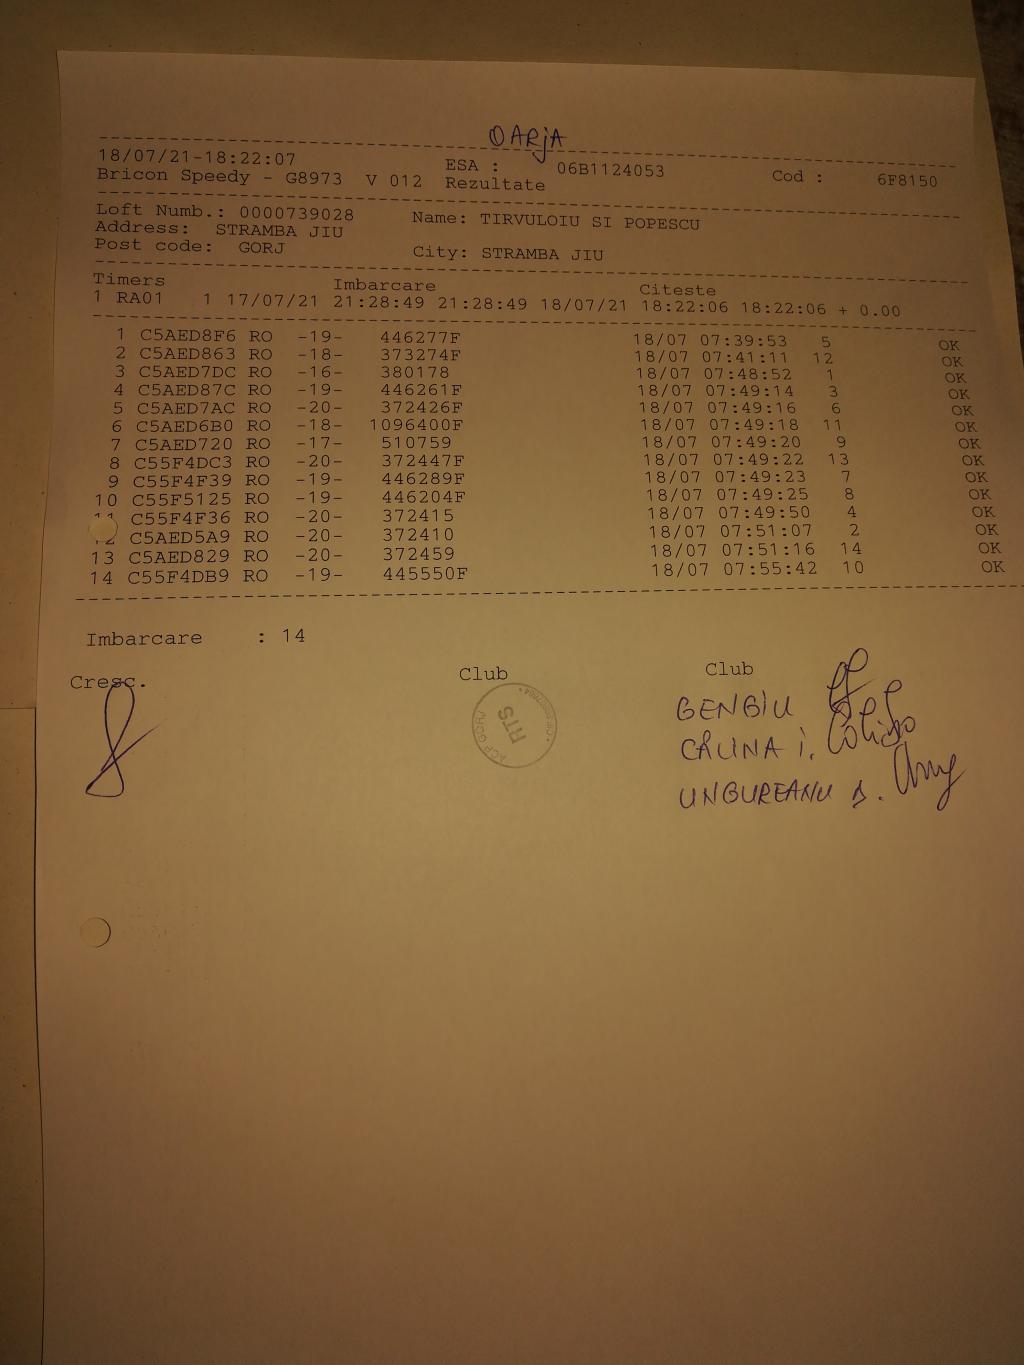 OARJA
18/07/21-18:22:07 ESA : 06B1124053 Cod : 6F8150
Bricon Speedy - G8973 V 012 Rezultate
Loft Numb.: 0000739028 Name: TIRVULOIU SI POPESCU
Address: STRAMBA JIU
Post code: GORJ City: STRAMBA JIU
Timers Imbarcare Citeste
1 RA01 1 17/07/21 21:28:49 21:28:49 18/07/21 18:22:06 18:22:06 + 0.00
1 C5AED8F6 RO -19- 446277F 18/07 07:39:53 5 OK
2 C5AED863 RO -18- 373274F 18/07 07:41:11 12 OK
3 C5AED7DC RO -16- 380178 18/07 07:48:52 1 OK
4 C5AED87C RO -19- 446261F 18/07 07:49:14 3 OK
5 C5AED7AC RO -20- 372426F 18/07 07:49:16 6 OK
6 C5AED6B0 RO -18- 1096400F 18/07 07:49:18 11 OK
7 C5AED720 RO -17- 510759 18/07 07:49:20 9 OK
8 C55F4DC3 RO -20- 372447F 18/07 07:49:22 13 OK
9 C55F4F39 RO -19- 446289F 18/07 07:49:23 7 OK
10 C55F5125 RO -19- 446204F 18/07 07:49:25 8 OK
11 C55F4F36 RO -20- 372415 18/07 07:49:50 4 OK
12 C5AED5A9 RO -20- 372410 18/07 07:51:07 2 OK
13 C5AED829 RO -20- 372459 18/07 07:51:16 14 OK
14 C55F4DB9 RO -19- 445550F 18/07 07:55:42 10 OK
Imbarcare : 14
Cresc. Club Club
ACP GORJ
RTS
GENGIU
CALINA I.
UNGUREANU D.